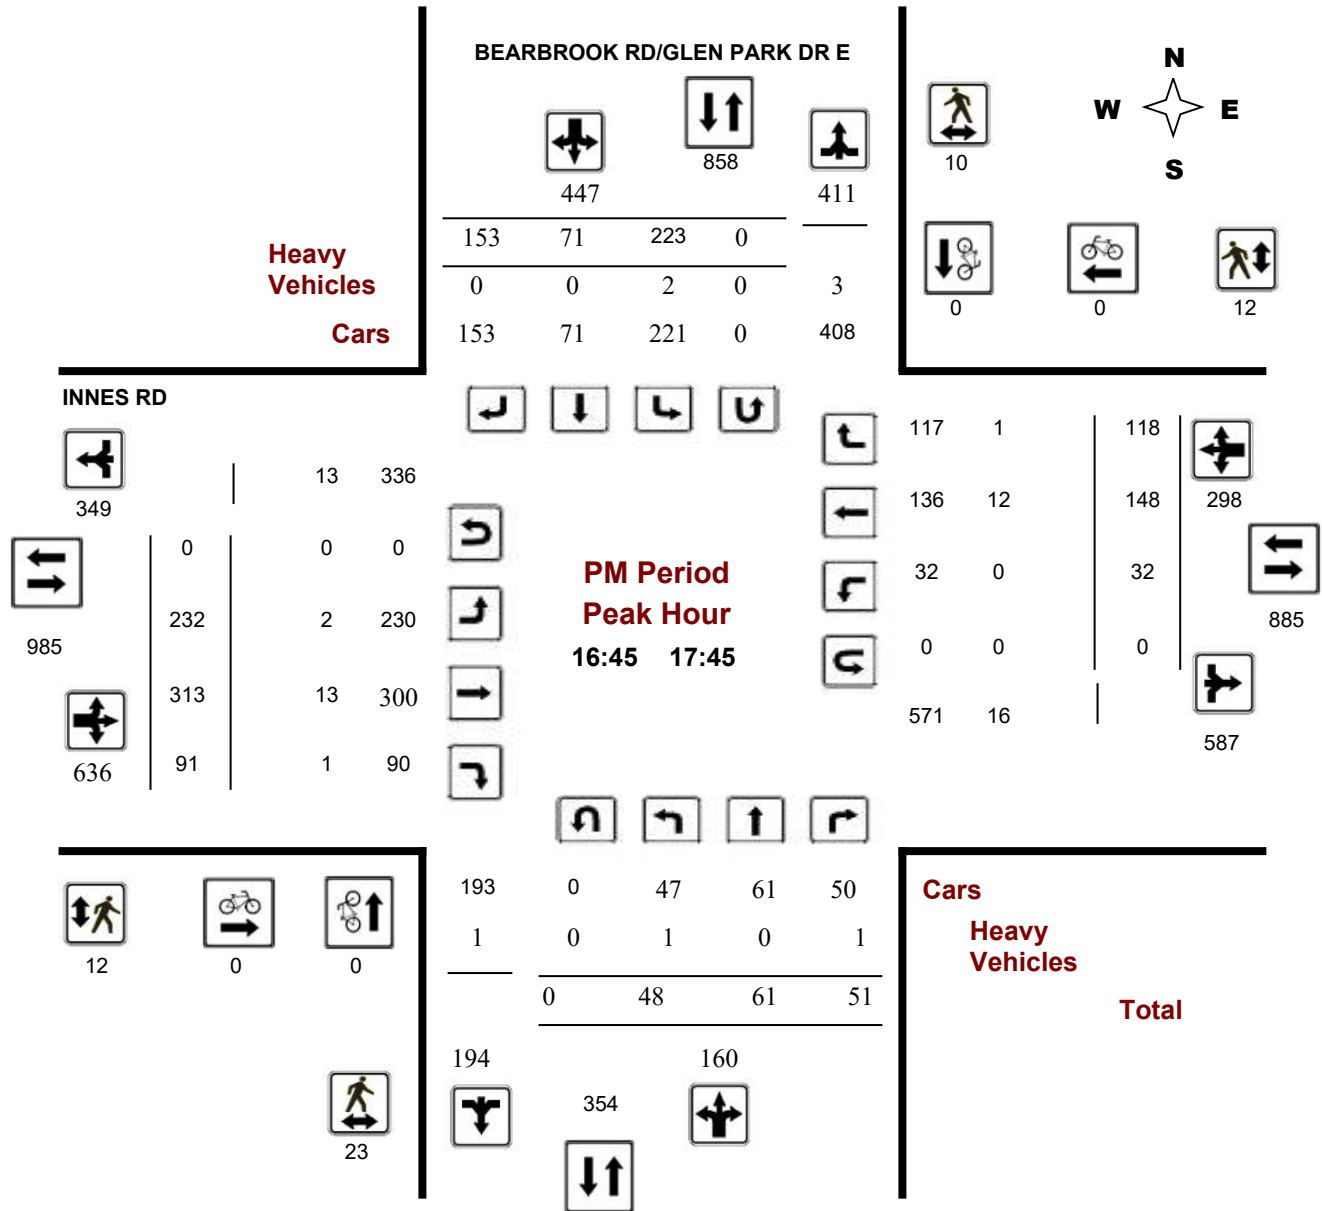 BEARBROOK RD/GLEN PARK DR E
N
W E
S
858
10
447
411
153 71 223 0
Heavy
Vehicles
0 0 2 0 3
0 0 12
Cars
153 71 221 0 408
INNES RD
117 1 118
13 336
349
136 12 148 298
0 0 0
PM Period
32 0 32
Peak Hour
232 2 230
885
985
16:45 17:45
0 0 0
313 13 300
571 16
587
636 91 1 90
193 0 47 61 50
Cars
1 0 1 0 1
Heavy
Vehicles
12 0 0
0 48 61 51
Total
194 160
354
23